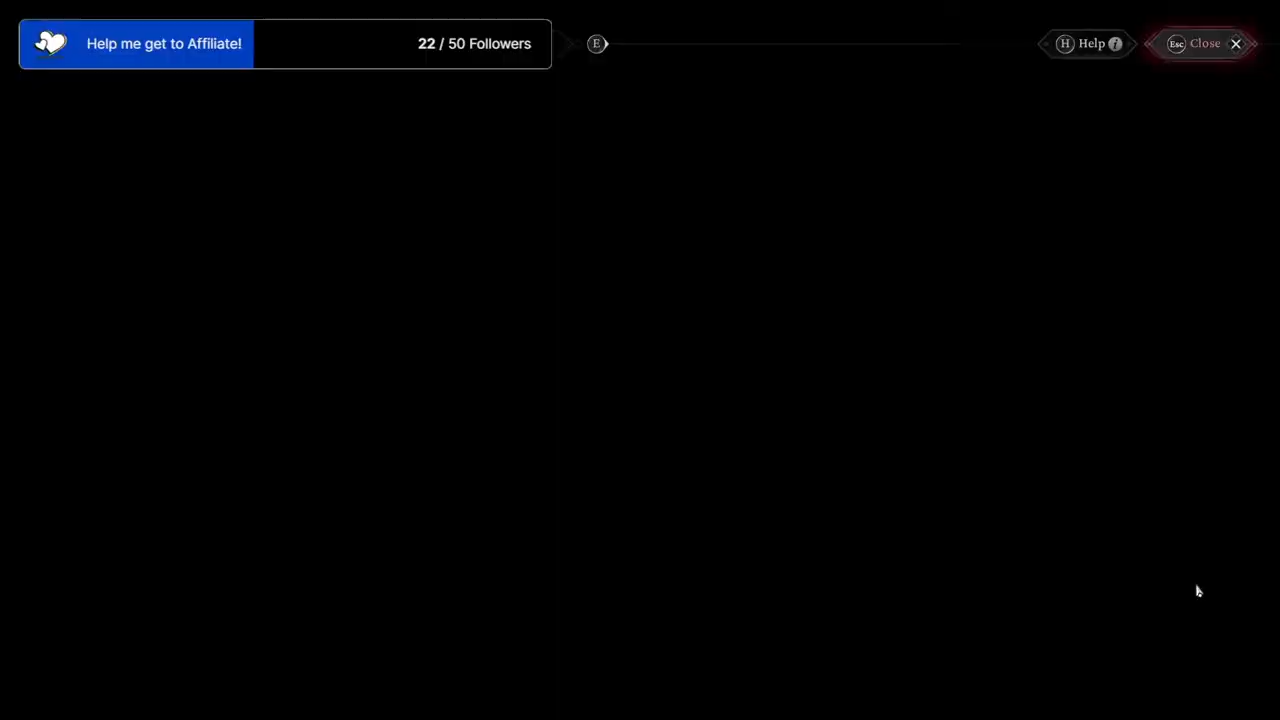 Help me get to Affiliate!
22 / 50 Followers
E
H Help i
Esc Close